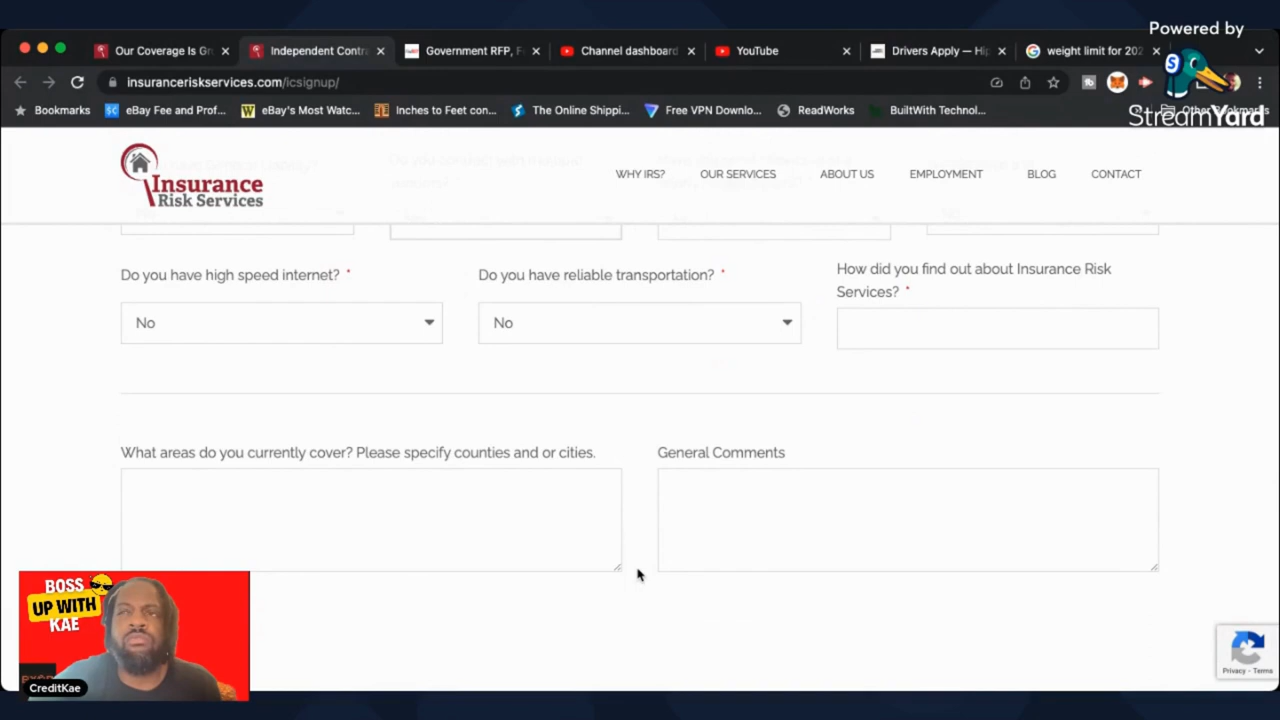 Powered by
StreamYard
Our Coverage Is Gr
Independent Contra
Government RFP, F
Channel dashboard
YouTube
Drivers Apply — Hi
weight limit for 202
insuranceriskservices.com/icsignup/
Bookmarks
eBay Fee and Prof...
eBay's Most Watc...
Inches to Feet con...
The Online Shippi...
Free VPN Downlo...
ReadWorks
BuiltWith Technol...
Other Bookmarks
Insurance
Risk Services
WHY IRS?
OUR SERVICES
ABOUT US
EMPLOYMENT
BLOG
CONTACT
Do you have high speed internet? *
Do you have reliable transportation? *
How did you find out about Insurance Risk
Services? *
No
No
What areas do you currently cover? Please specify counties and or cities.
General Comments
BOSS
UP WITH
KAE
CreditKae
Privacy - Terms